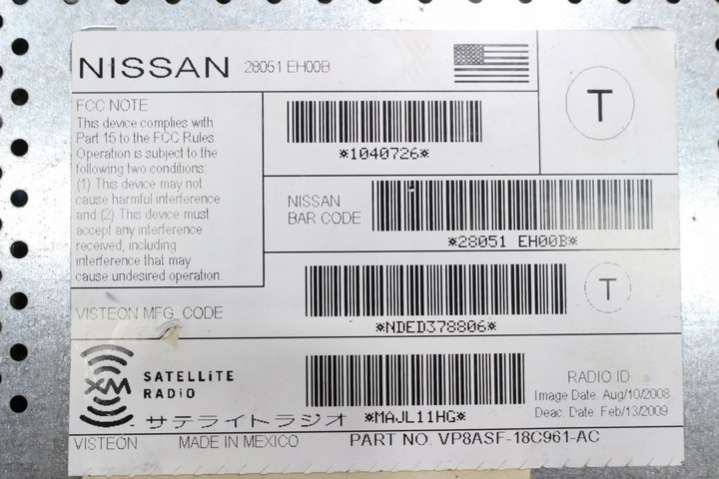 NISSAN 28051 EH00B
T
FCC NOTE
This device complies with
Part 15 to the FCC Rules
Operation is subject to the
following two conditions:
(1) This device may not
cause harmful interference
and (2) This device must
accept any interference
received, including
interference that may
cause undesired operation.
*1040726*
NISSAN
BAR CODE
*28051 EH00B*
VISTEON MFG. CODE
*NDED378806*
T
XM
SATELLiTE
RADiO
サテライトラジオ
*MAJL11HG*
RADIO ID
Image Date: Aug/10/2008
Deac. Date: Feb/13/2009
VISTEON MADE IN MEXICO PART NO. VP8ASF-18C961-AC